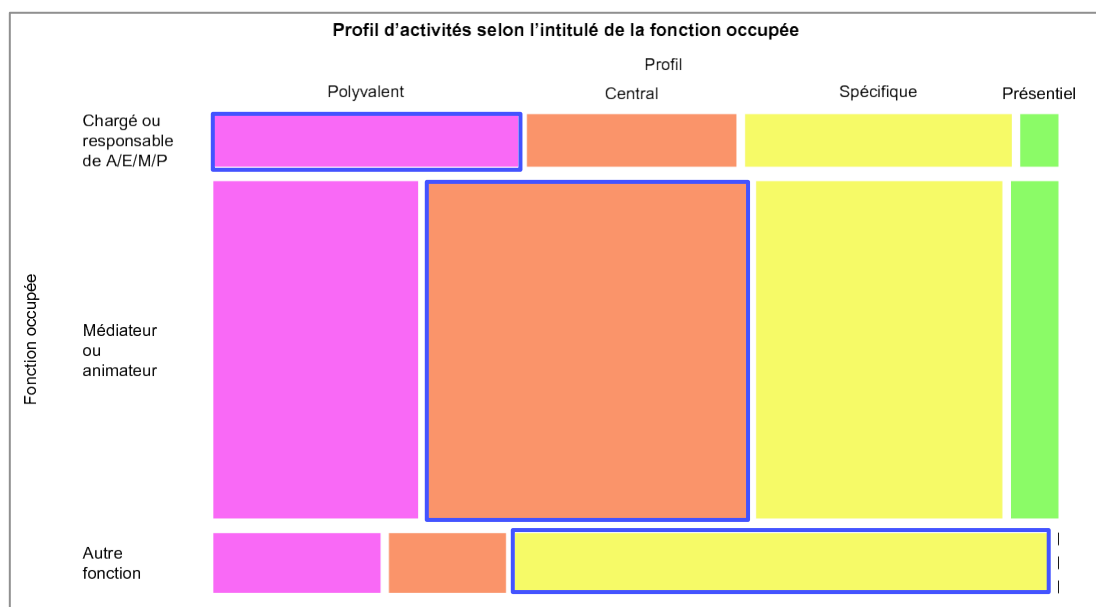 Profil d’activités selon l’intitulé de la fonction occupée
Profil
Polyvalent
Central
Spécifique
Présentiel
Chargé ou
responsable
de A/E/M/P
Fonction occupée
Médiateur
ou
animateur
Autre
fonction